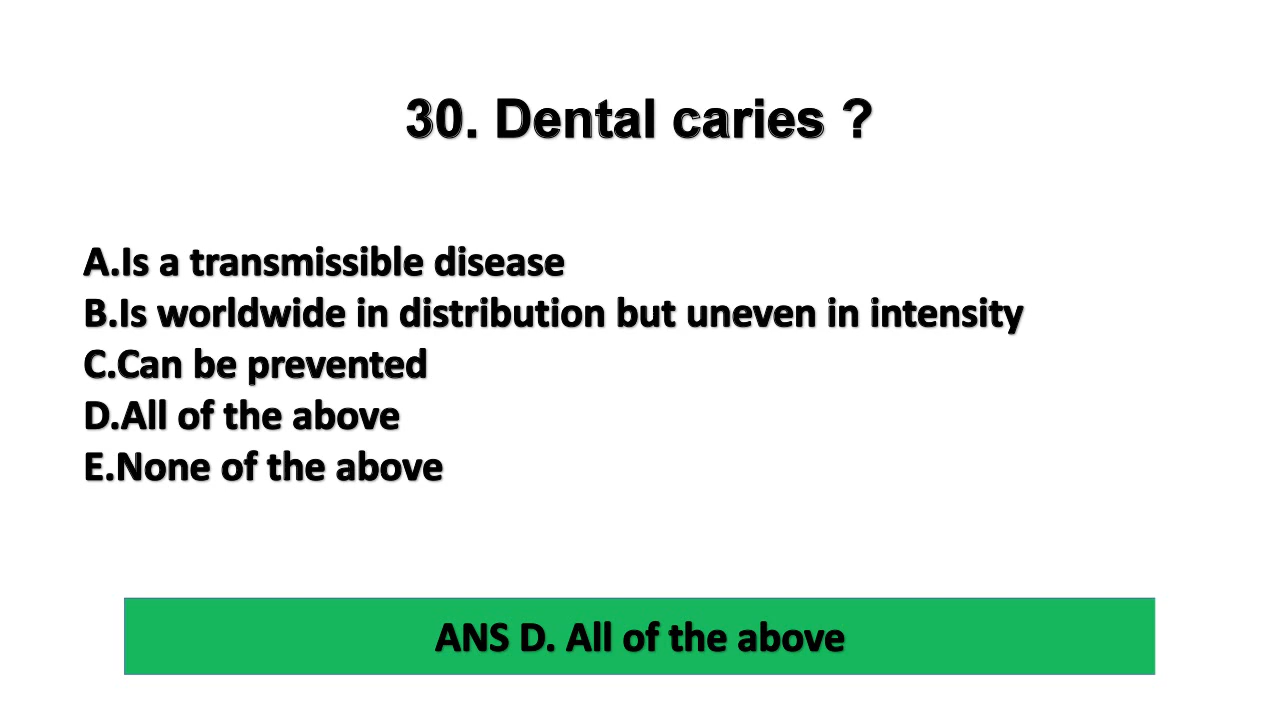 30. Dental caries ?
A.Is a transmissible disease
B.Is worldwide in distribution but uneven in intensity
C.Can be prevented
D.All of the above
E.None of the above
ANS D. All of the above